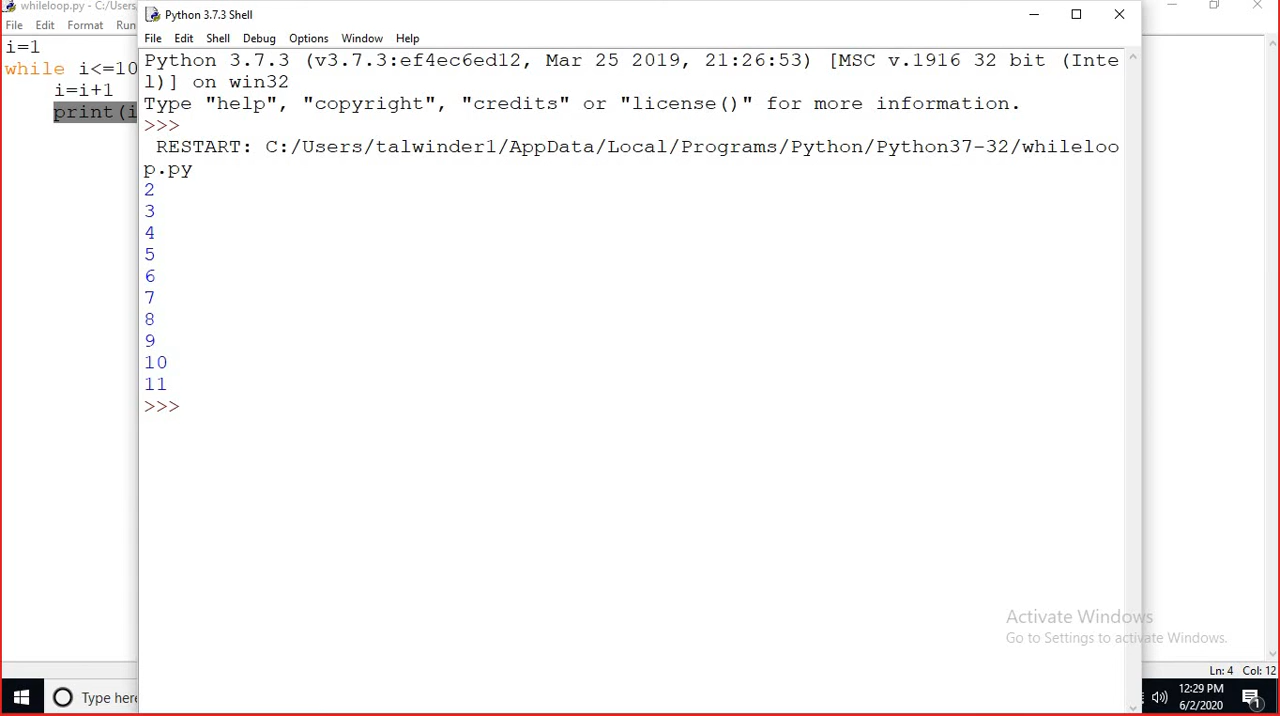 whileloop.py - C:/Users/
File Edit Format Run
i=1
while i<=10
i=i+1
print(i
Python 3.7.3 Shell
File Edit Shell Debug Options Window Help
Python 3.7.3 (v3.7.3:ef4ec6ed12, Mar 25 2019, 21:26:53) [MSC v.1916 32 bit (Inte
l)] on win32
Type "help", "copyright", "credits" or "license()" for more information.
>>>
RESTART: C:/Users/talwinder1/AppData/Local/Programs/Python/Python37-32/whileloo
p.py
2
3
4
5
6
7
8
9
10
11
>>>
Activate Windows
Go to Settings to activate Windows.
Ln: 4 Col: 12
Type here
12:29 PM
6/2/2020
1